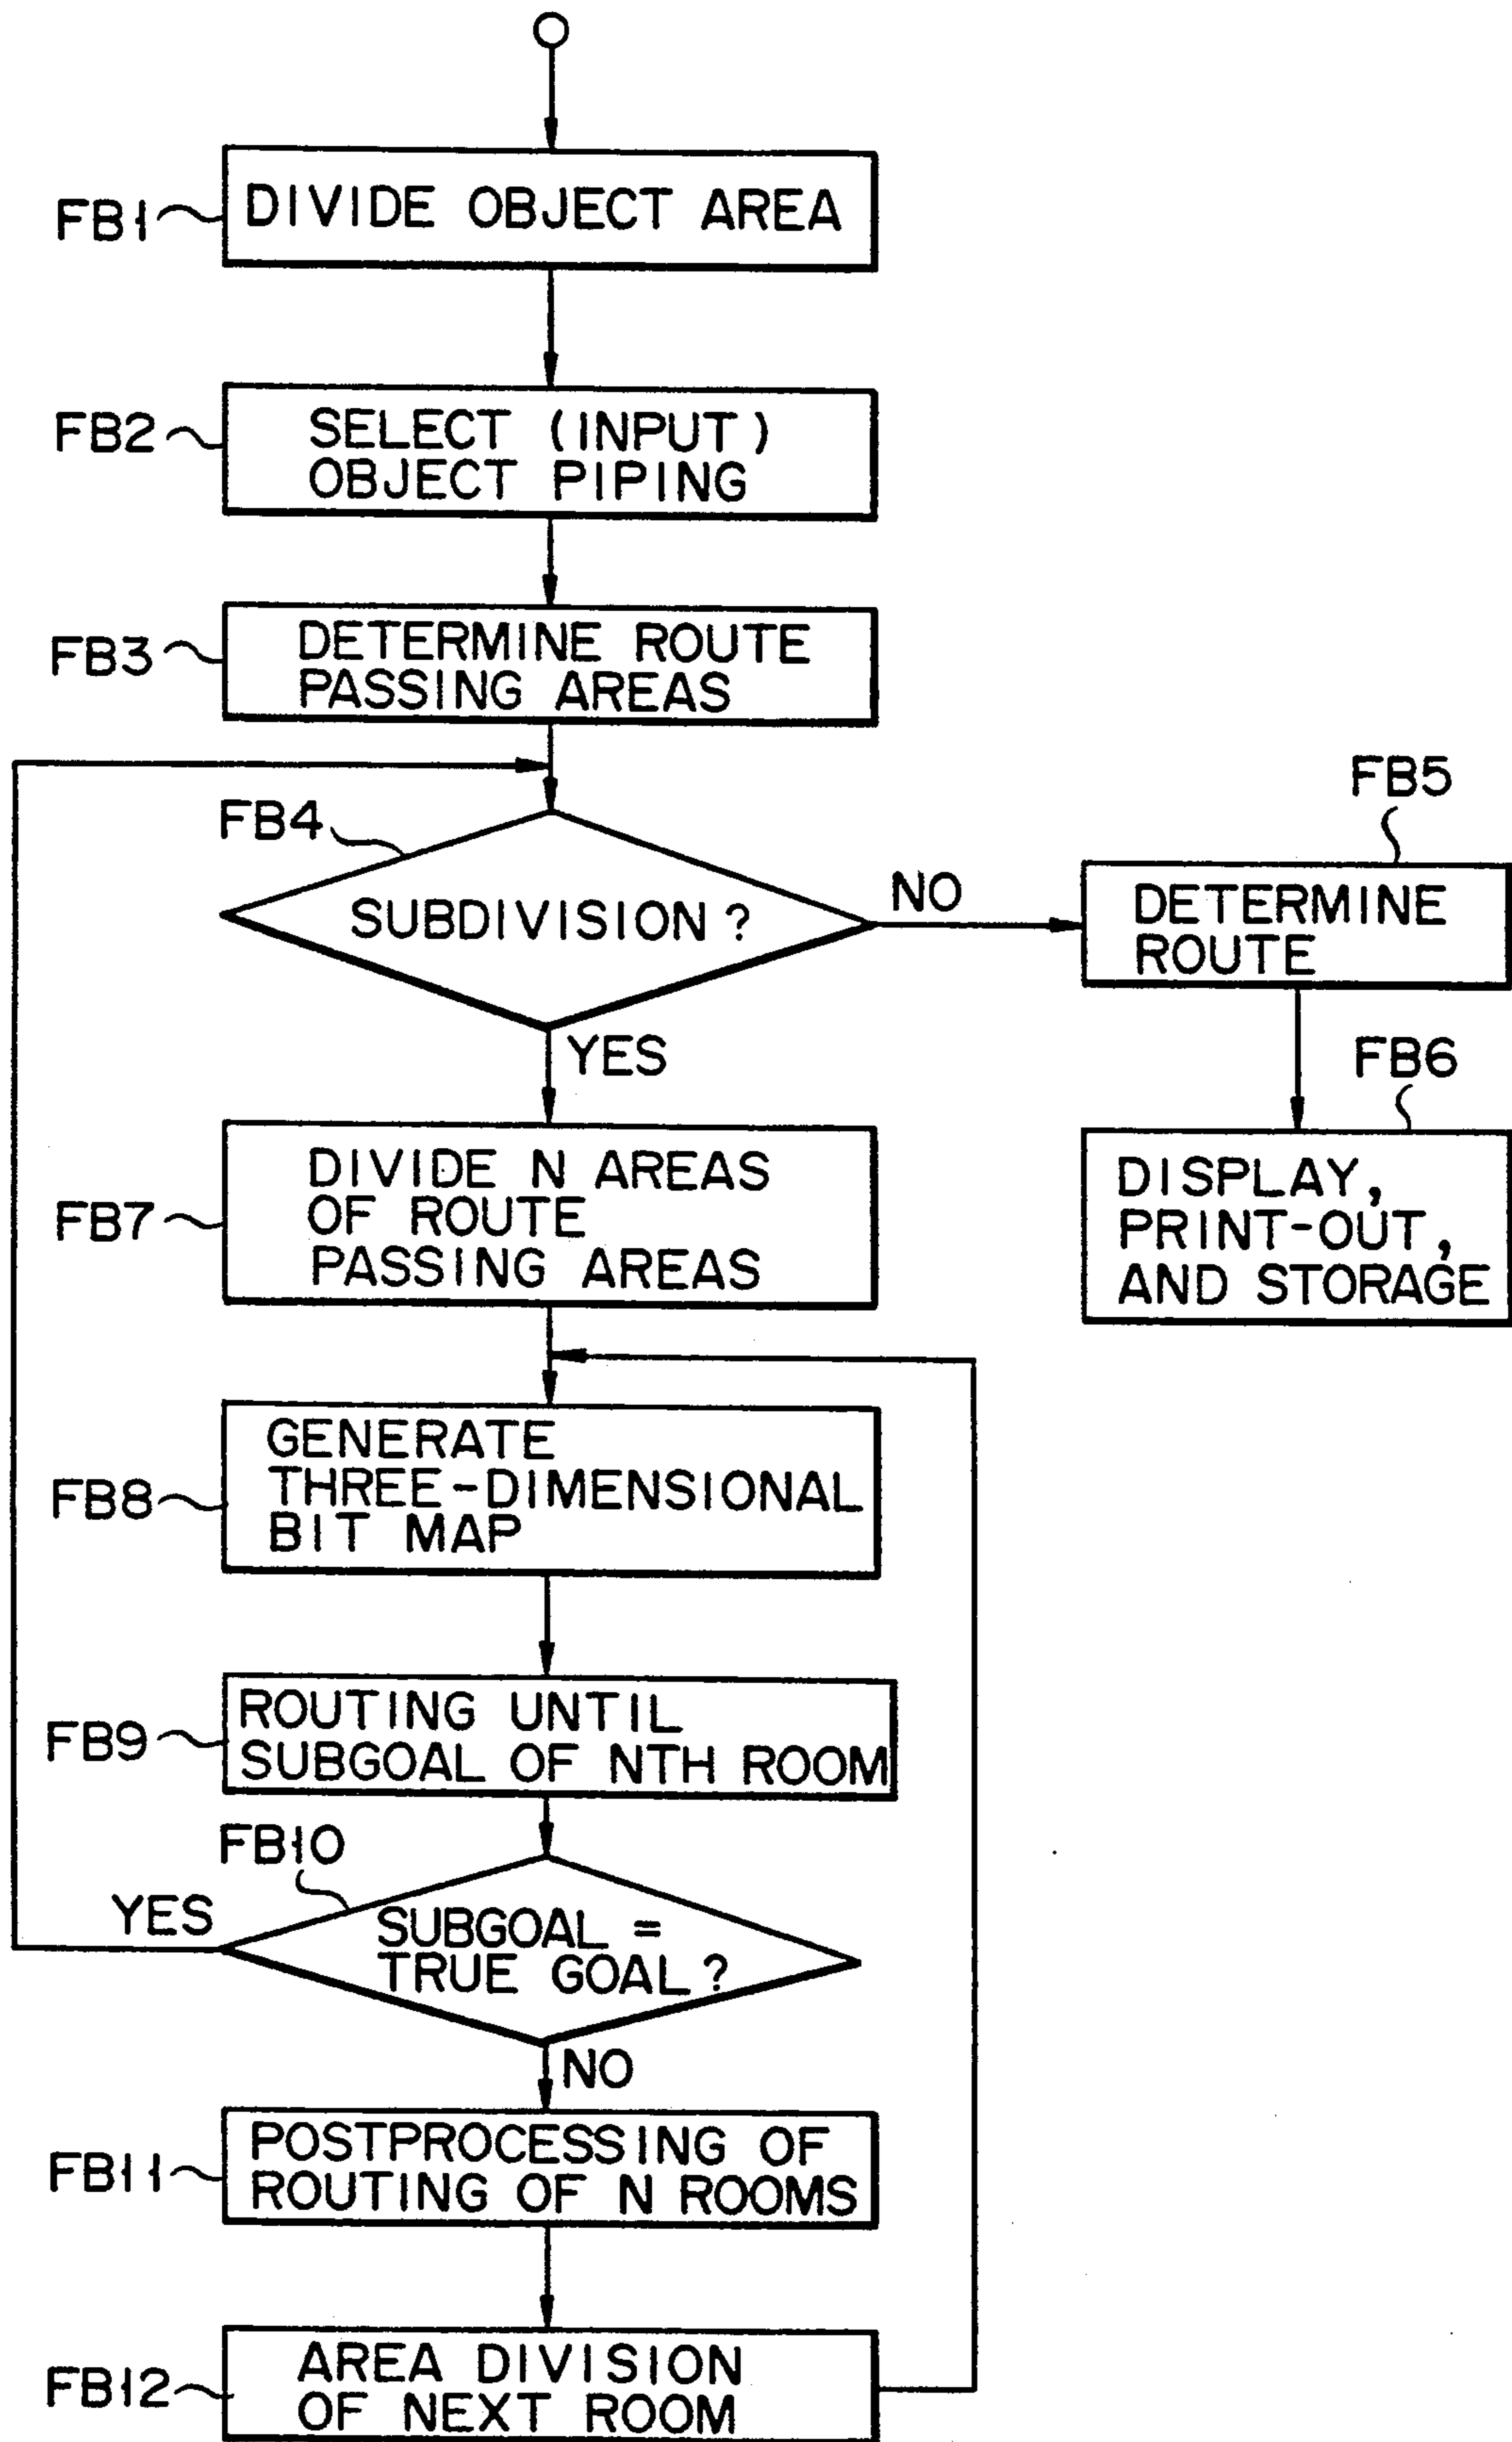 FB1
DIVIDE OBJECT AREA
FB2
SELECT (INPUT)
OBJECT PIPING
FB3
DETERMINE ROUTE
PASSING AREAS
FB4
SUBDIVISION?
NO
FB5
DETERMINE
ROUTE
YES
FB6
DISPLAY,
PRINT-OUT,
AND STORAGE
FB7
DIVIDE N AREAS
OF ROUTE
PASSING AREAS
FB8
GENERATE
THREE-DIMENSIONAL
BIT MAP
FB9
ROUTING UNTIL
SUBGOAL OF NTH ROOM
FB10
YES
SUBGOAL =
TRUE GOAL?
NO
FB11
POSTPROCESSING OF
ROUTING OF N ROOMS
FB12
AREA DIVISION
OF NEXT ROOM